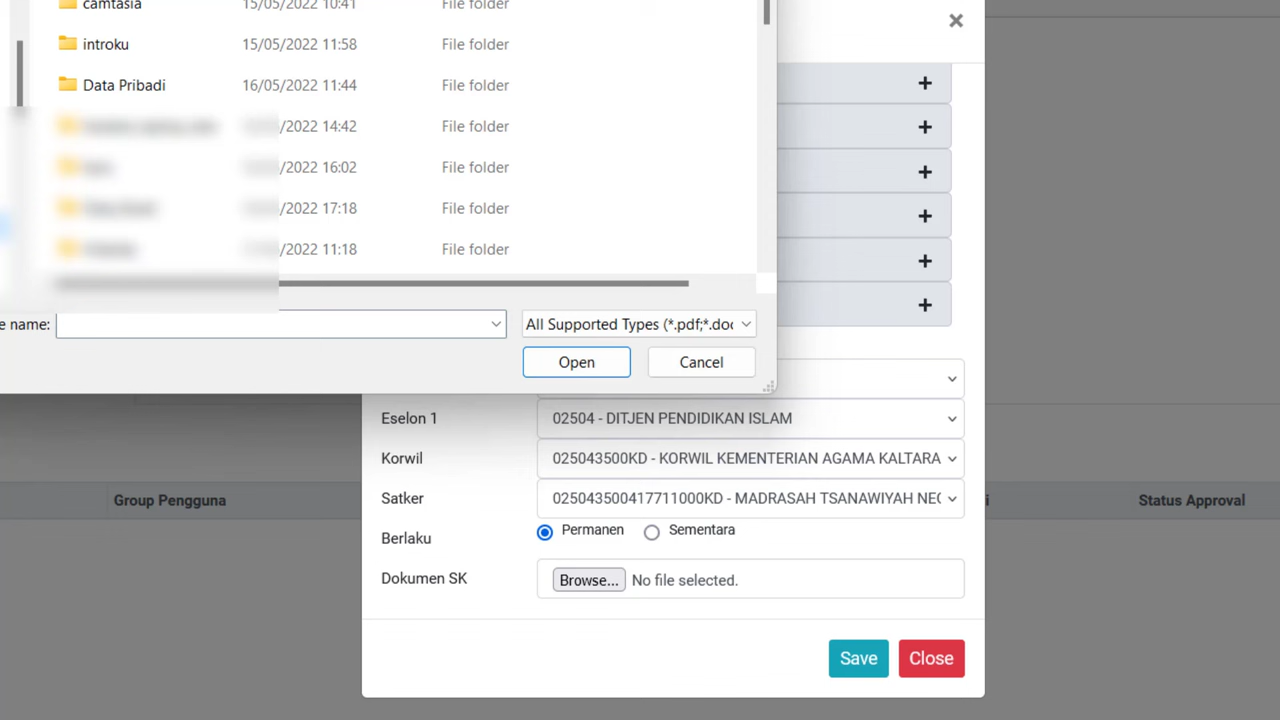 camtasia 15/05/2022 10:41 File folder
introku 15/05/2022 11:58 File folder
Data Pribadi 16/05/2022 11:44 File folder
/2022 14:42 File folder
/2022 16:02 File folder
/2022 17:18 File folder
/2022 11:18 File folder
e name: All Supported Types (*.pdf;*.doc
Open Cancel
Eselon 1 02504 - DITJEN PENDIDIKAN ISLAM
Korwil 025043500KD - KORWIL KEMENTERIAN AGAMA KALTARA
Satker 025043500417711000KD - MADRASAH TSANAWIYAH NEG
Berlaku Permanen Sementara
Dokumen SK Browse... No file selected.
Save Close
Group Pengguna i Status Approval